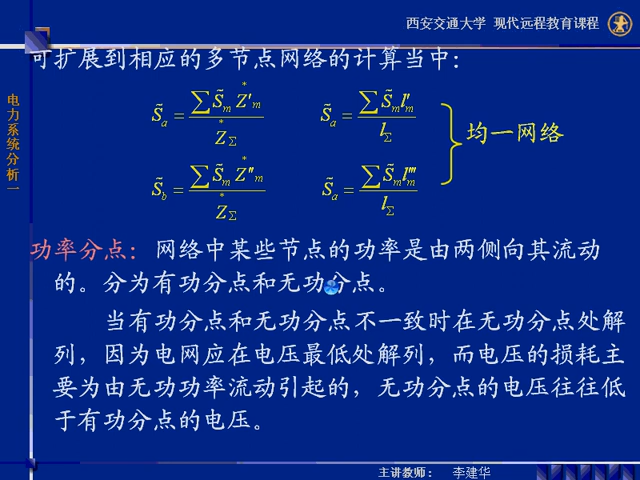 西安交通大学 现代远程教育课程
可扩展到相应的多节点网络的计算当中：
S̃a = ∑S̃m Z*'m / Z*Σ    S̃a = ∑S̃m l'm / lΣ
均一网络
S̃b = ∑S̃m Z*''m / Z*Σ    S̃a = ∑S̃m l'''m / lΣ
功率分点：网络中某些节点的功率是由两侧向其流动
的。分为有功分点和无功分点。
当有功分点和无功分点不一致时在无功分点处解
列，因为电网应在电压最低处解列，而电压的损耗主
要为由无功功率流动引起的，无功分点的电压往往低
于有功分点的电压。
电力系统分析一
主讲教师： 李建华